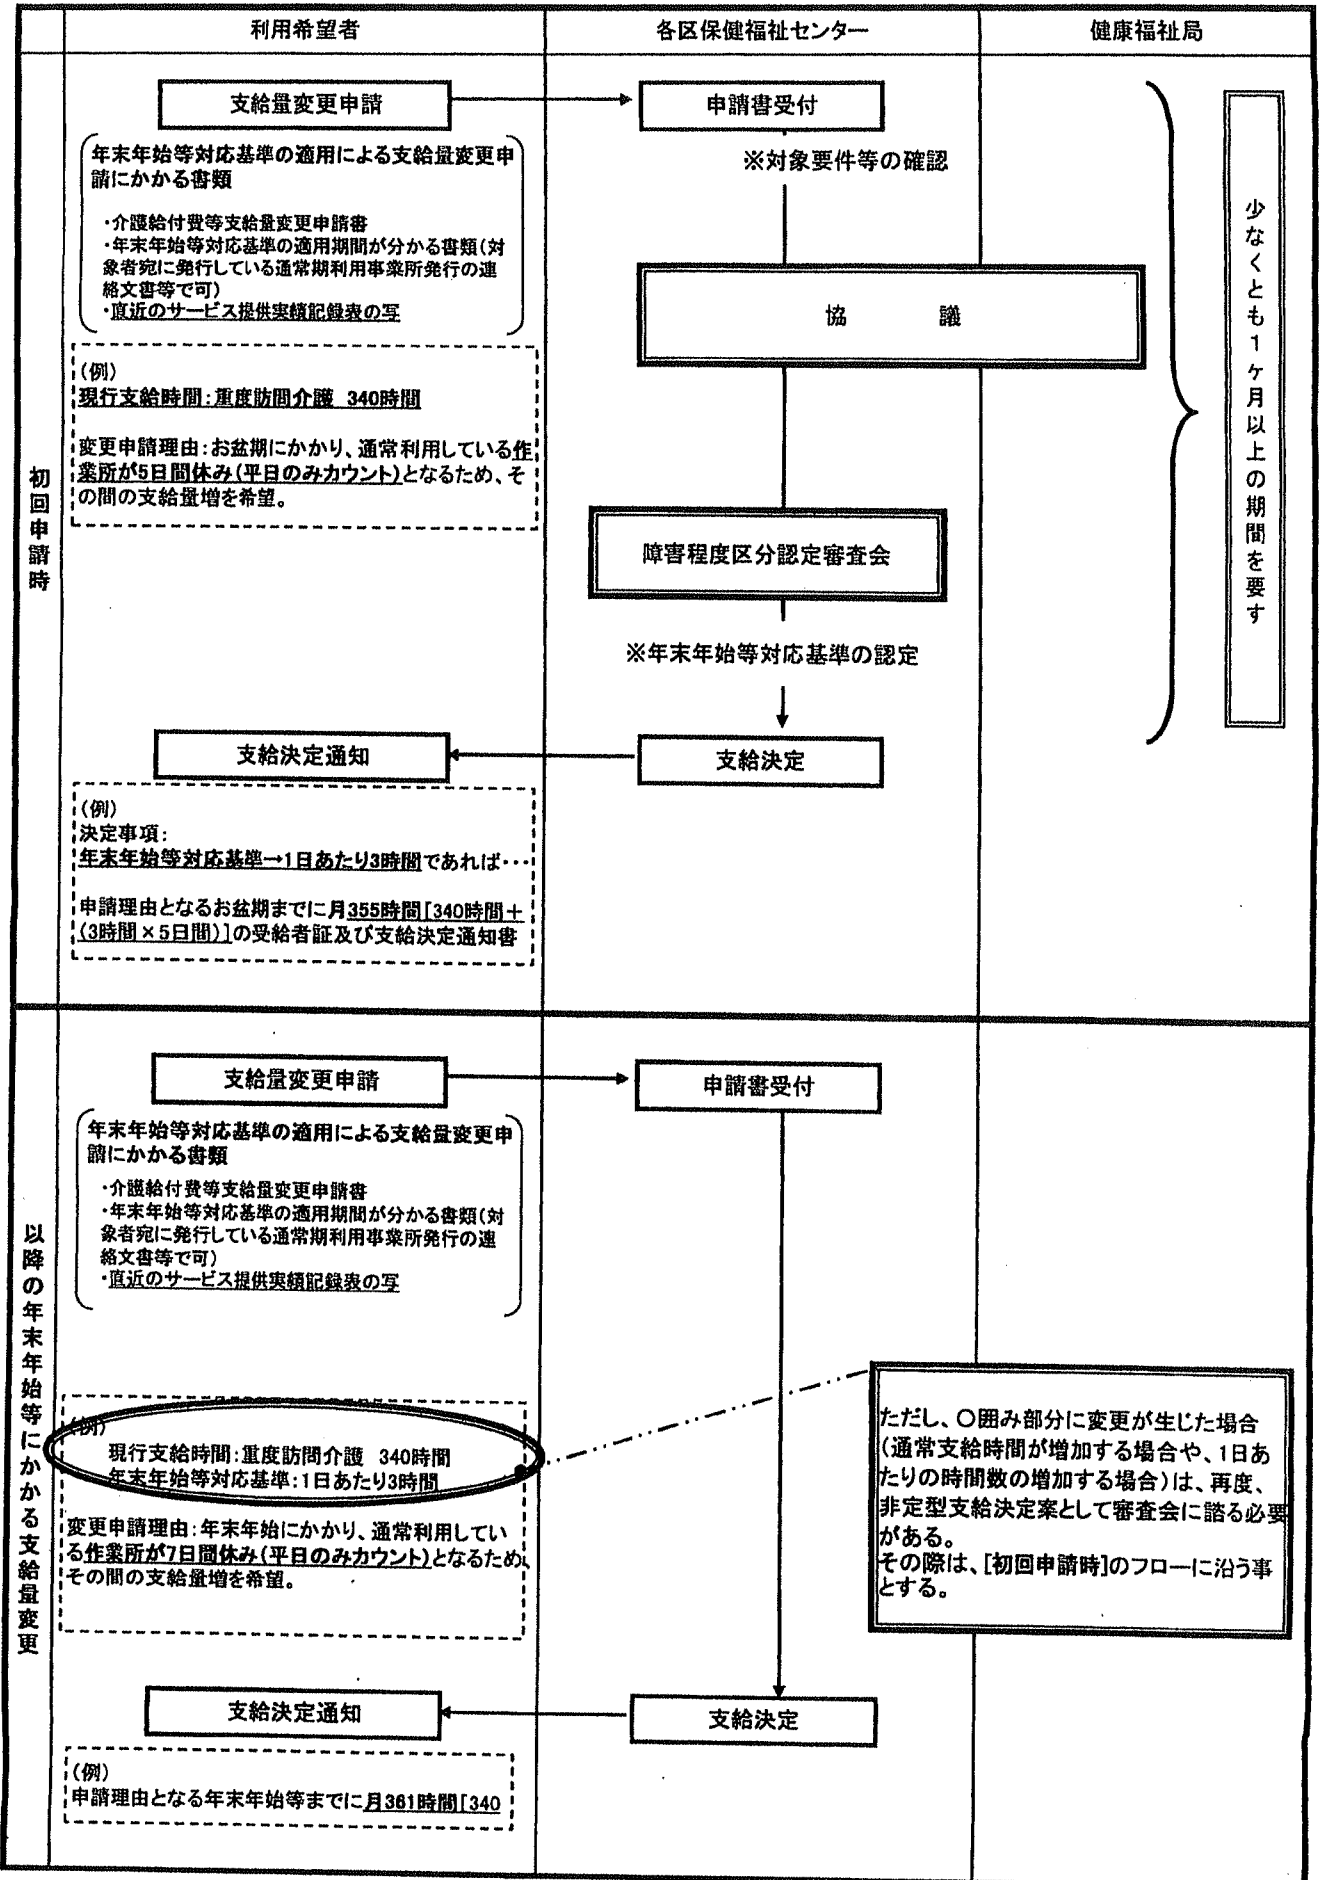 利用希望者
各区保健福祉センター
健康福祉局
初回申請時
支給量変更申請
申請書受付
年末年始等対応基準の適用による支給量変更申
請にかかる書類
・介護給付費等支給量変更申請書
・年末年始等対応基準の適用期間が分かる書類(対
象者宛に発行している通常期利用事業所発行の連
絡文書等で可)
・直近のサービス提供実績記録表の写
※対象要件等の確認
協　　　議
(例)
現行支給時間:重度訪問介護 340時間
変更申請理由:お盆期にかかり、通常利用している作
業所が5日間休み(平日のみカウント)となるため、そ
の間の支給量増を希望。
障害程度区分認定審査会
※年末年始等対応基準の認定
支給決定
支給決定通知
(例)
決定事項:
年末年始等対応基準→1日あたり3時間であれば・・・
申請理由となるお盆期までに月355時間[340時間+
(3時間×5日間)]の受給者証及び支給決定通知書
少なくとも1ヶ月以上の期間を要す
以降の年末年始等にかかる支給量変更
支給量変更申請
申請書受付
年末年始等対応基準の適用による支給量変更申
請にかかる書類
・介護給付費等支給量変更申請書
・年末年始等対応基準の適用期間が分かる書類(対
象者宛に発行している通常期利用事業所発行の連
絡文書等で可)
・直近のサービス提供実績記録表の写
(例)
現行支給時間:重度訪問介護 340時間
年末年始等対応基準:1日あたり3時間
変更申請理由:年末年始にかかり、通常利用してい
る作業所が7日間休み(平日のみカウント)となるため、
その間の支給量増を希望。
ただし、〇囲み部分に変更が生じた場合
(通常支給時間が増加する場合や、1日あ
たりの時間数の増加する場合)は、再度、
非定型支給決定案として審査会に諮る必要
がある。
その際は、[初回申請時]のフローに沿う事
とする。
支給決定通知
支給決定
(例)
申請理由となる年末年始等までに月361時間[340